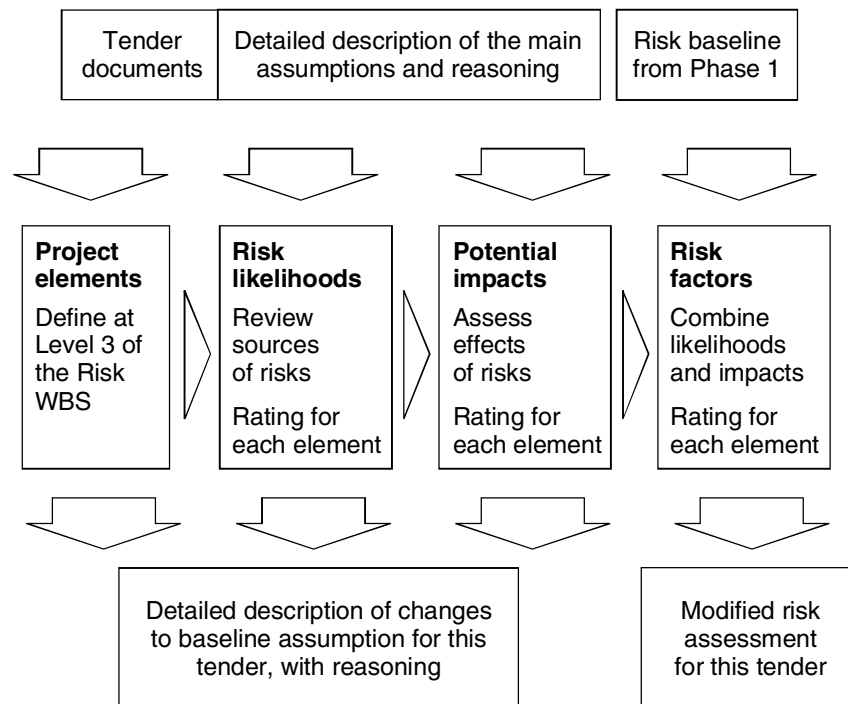 Tender
documents
Detailed description of the main
assumptions and reasoning
Risk baseline
from Phase 1
Project
elements
Define at
Level 3 of
the Risk
WBS
Risk
likelihoods
Review
sources
of risks
Rating for
each element
Potential
impacts
Assess
effects
of risks
Rating for
each element
Risk
factors
Combine
likelihoods
and impacts
Rating for
each element
Detailed description of changes
to baseline assumption for this
tender, with reasoning
Modified risk
assessment
for this tender